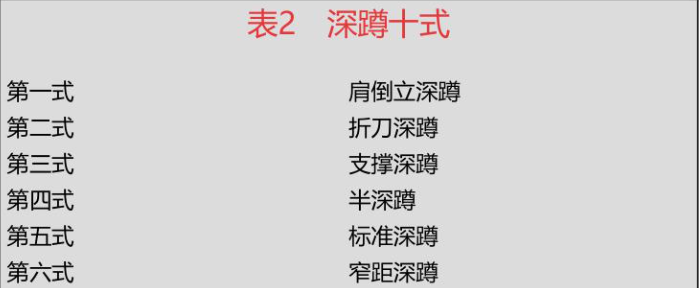 表2 深蹲十式
第一式 肩倒立深蹲
第二式 折刀深蹲
第三式 支撑深蹲
第四式 半深蹲
第五式 标准深蹲
第六式 窄距深蹲